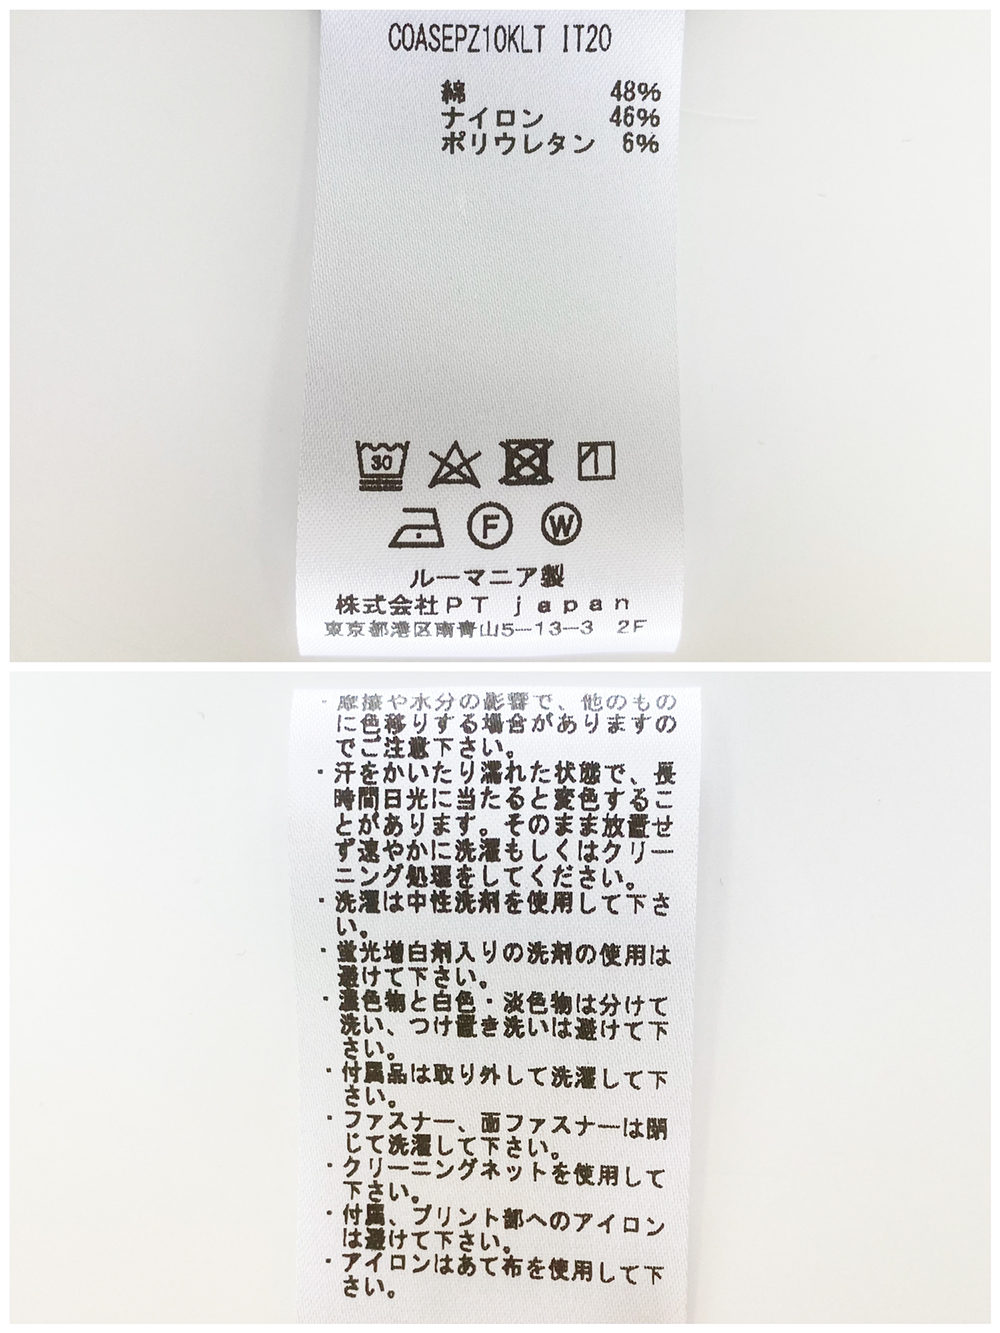 COASEPZ10KLT IT20
綿 48%
ナイロン 46%
ポリウレタン 6%
30
F W
ルーマニア製
株式会社PT japan
東京都港区南青山5-13-3 2F
・摩擦や水分の影響で、他のもの
に色移りする場合がありますの
でご注意下さい。
・汗をかいたり濡れた状態で、長
時間日光に当たると変色するこ
とがあります。そのまま放置せ
ず速やかに洗濯もしくはクリー
ニング処理をしてください。
・洗濯は中性洗剤を使用して下さ
い。
・蛍光増白剤入りの洗剤の使用は
避けて下さい。
・濃色物と白色・淡色物は分けて
洗い、つけ置き洗いは避けて下
さい。
・付属品は取り外して洗濯して下
さい。
・ファスナー、面ファスナーは閉
じて洗濯して下さい。
・クリーニングネットを使用して
下さい。
・付属、プリント部へのアイロン
は避けて下さい。
・アイロンはあて布を使用して下
さい。